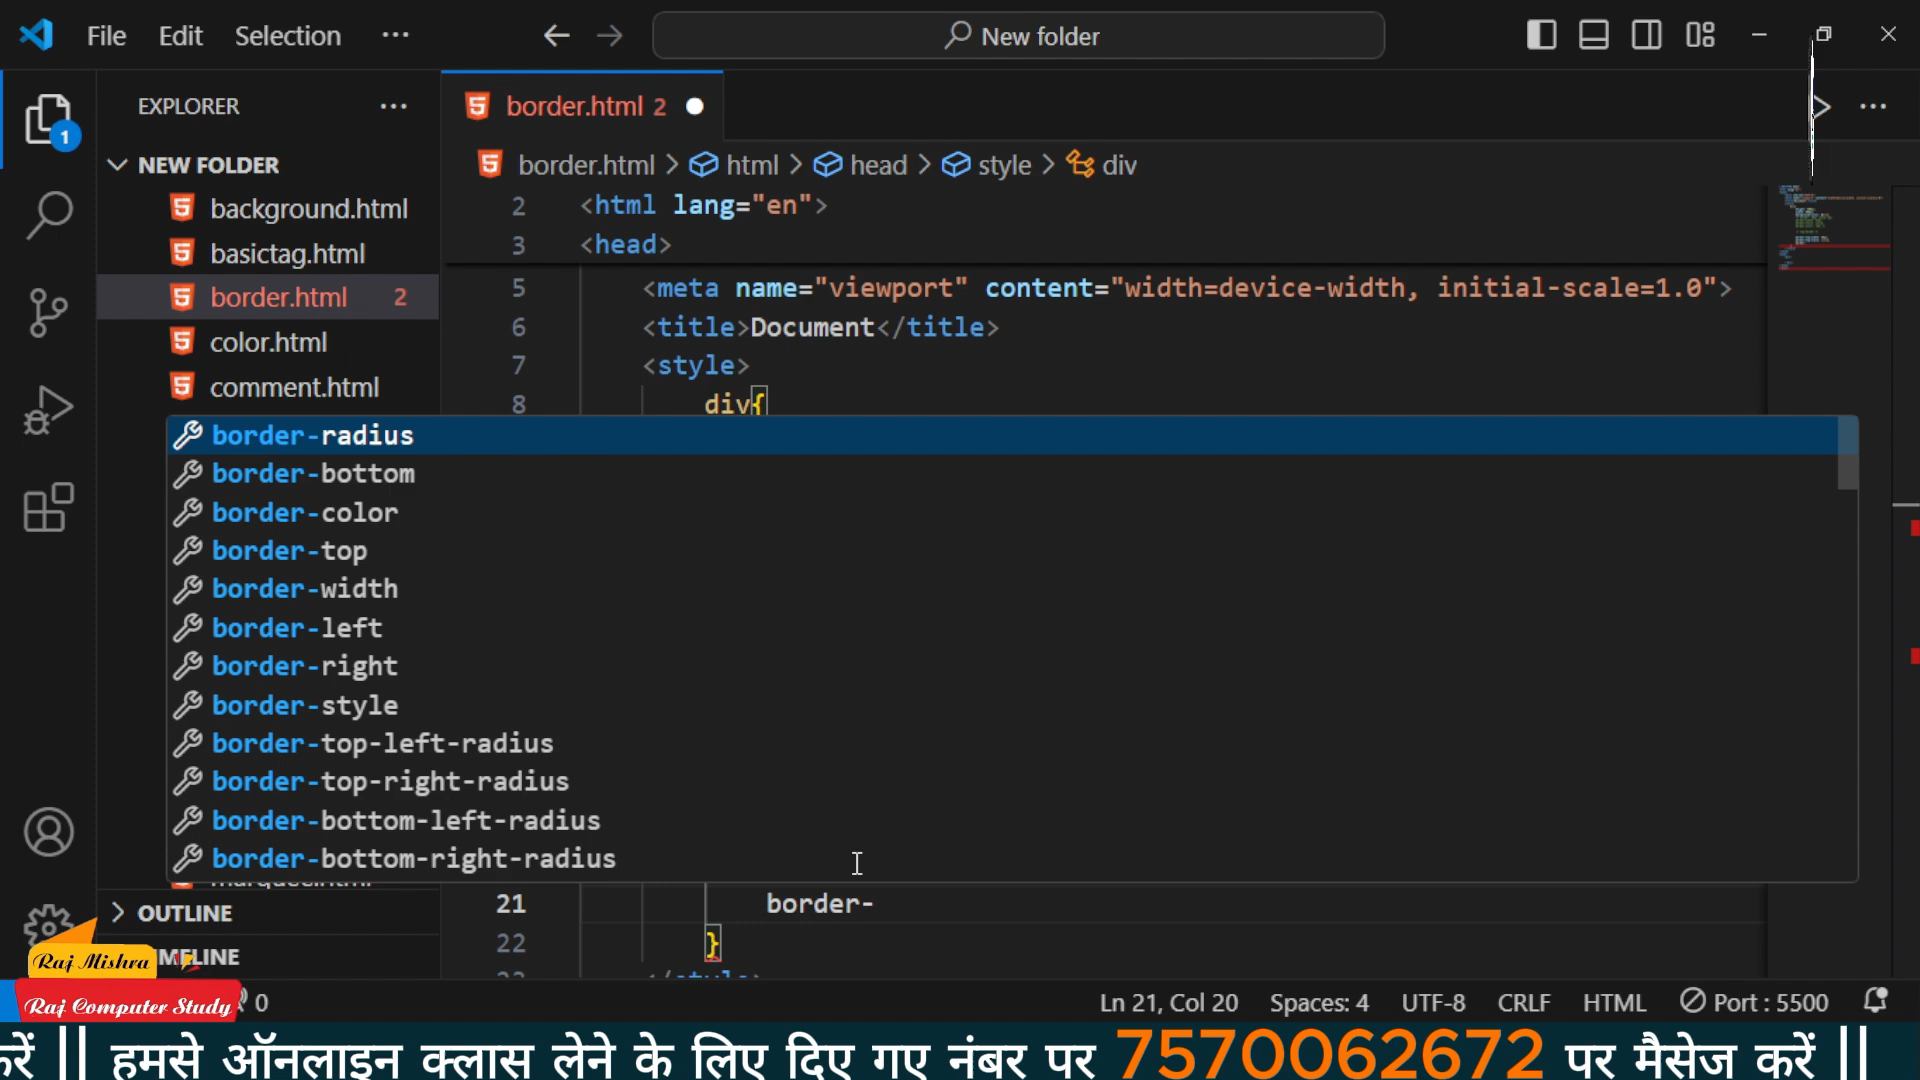 File Edit Selection ··· New folder
EXPLORER ···
border.html 2
NEW FOLDER
border.html > html > head > style > div
background.html
basictag.html
border.html 2
color.html
comment.html
2 <html lang="en">
3 <head>
5 <meta name="viewport" content="width=device-width, initial-scale=1.0">
6 <title>Document</title>
7 <style>
8 div{
border-radius
border-bottom
border-color
border-top
border-width
border-left
border-right
border-style
border-top-left-radius
border-top-right-radius
border-bottom-left-radius
border-bottom-right-radius
21 border-
22 }
OUTLINE
1
Raj Mishra
Raj Computer Study
0 Ln 21, Col 20 Spaces: 4 UTF-8 CRLF HTML Port : 5500
करें || हमसे ऑनलाइन क्लास लेने के लिए दिए गए नंबर पर 7570062672 पर मैसेज करें ||